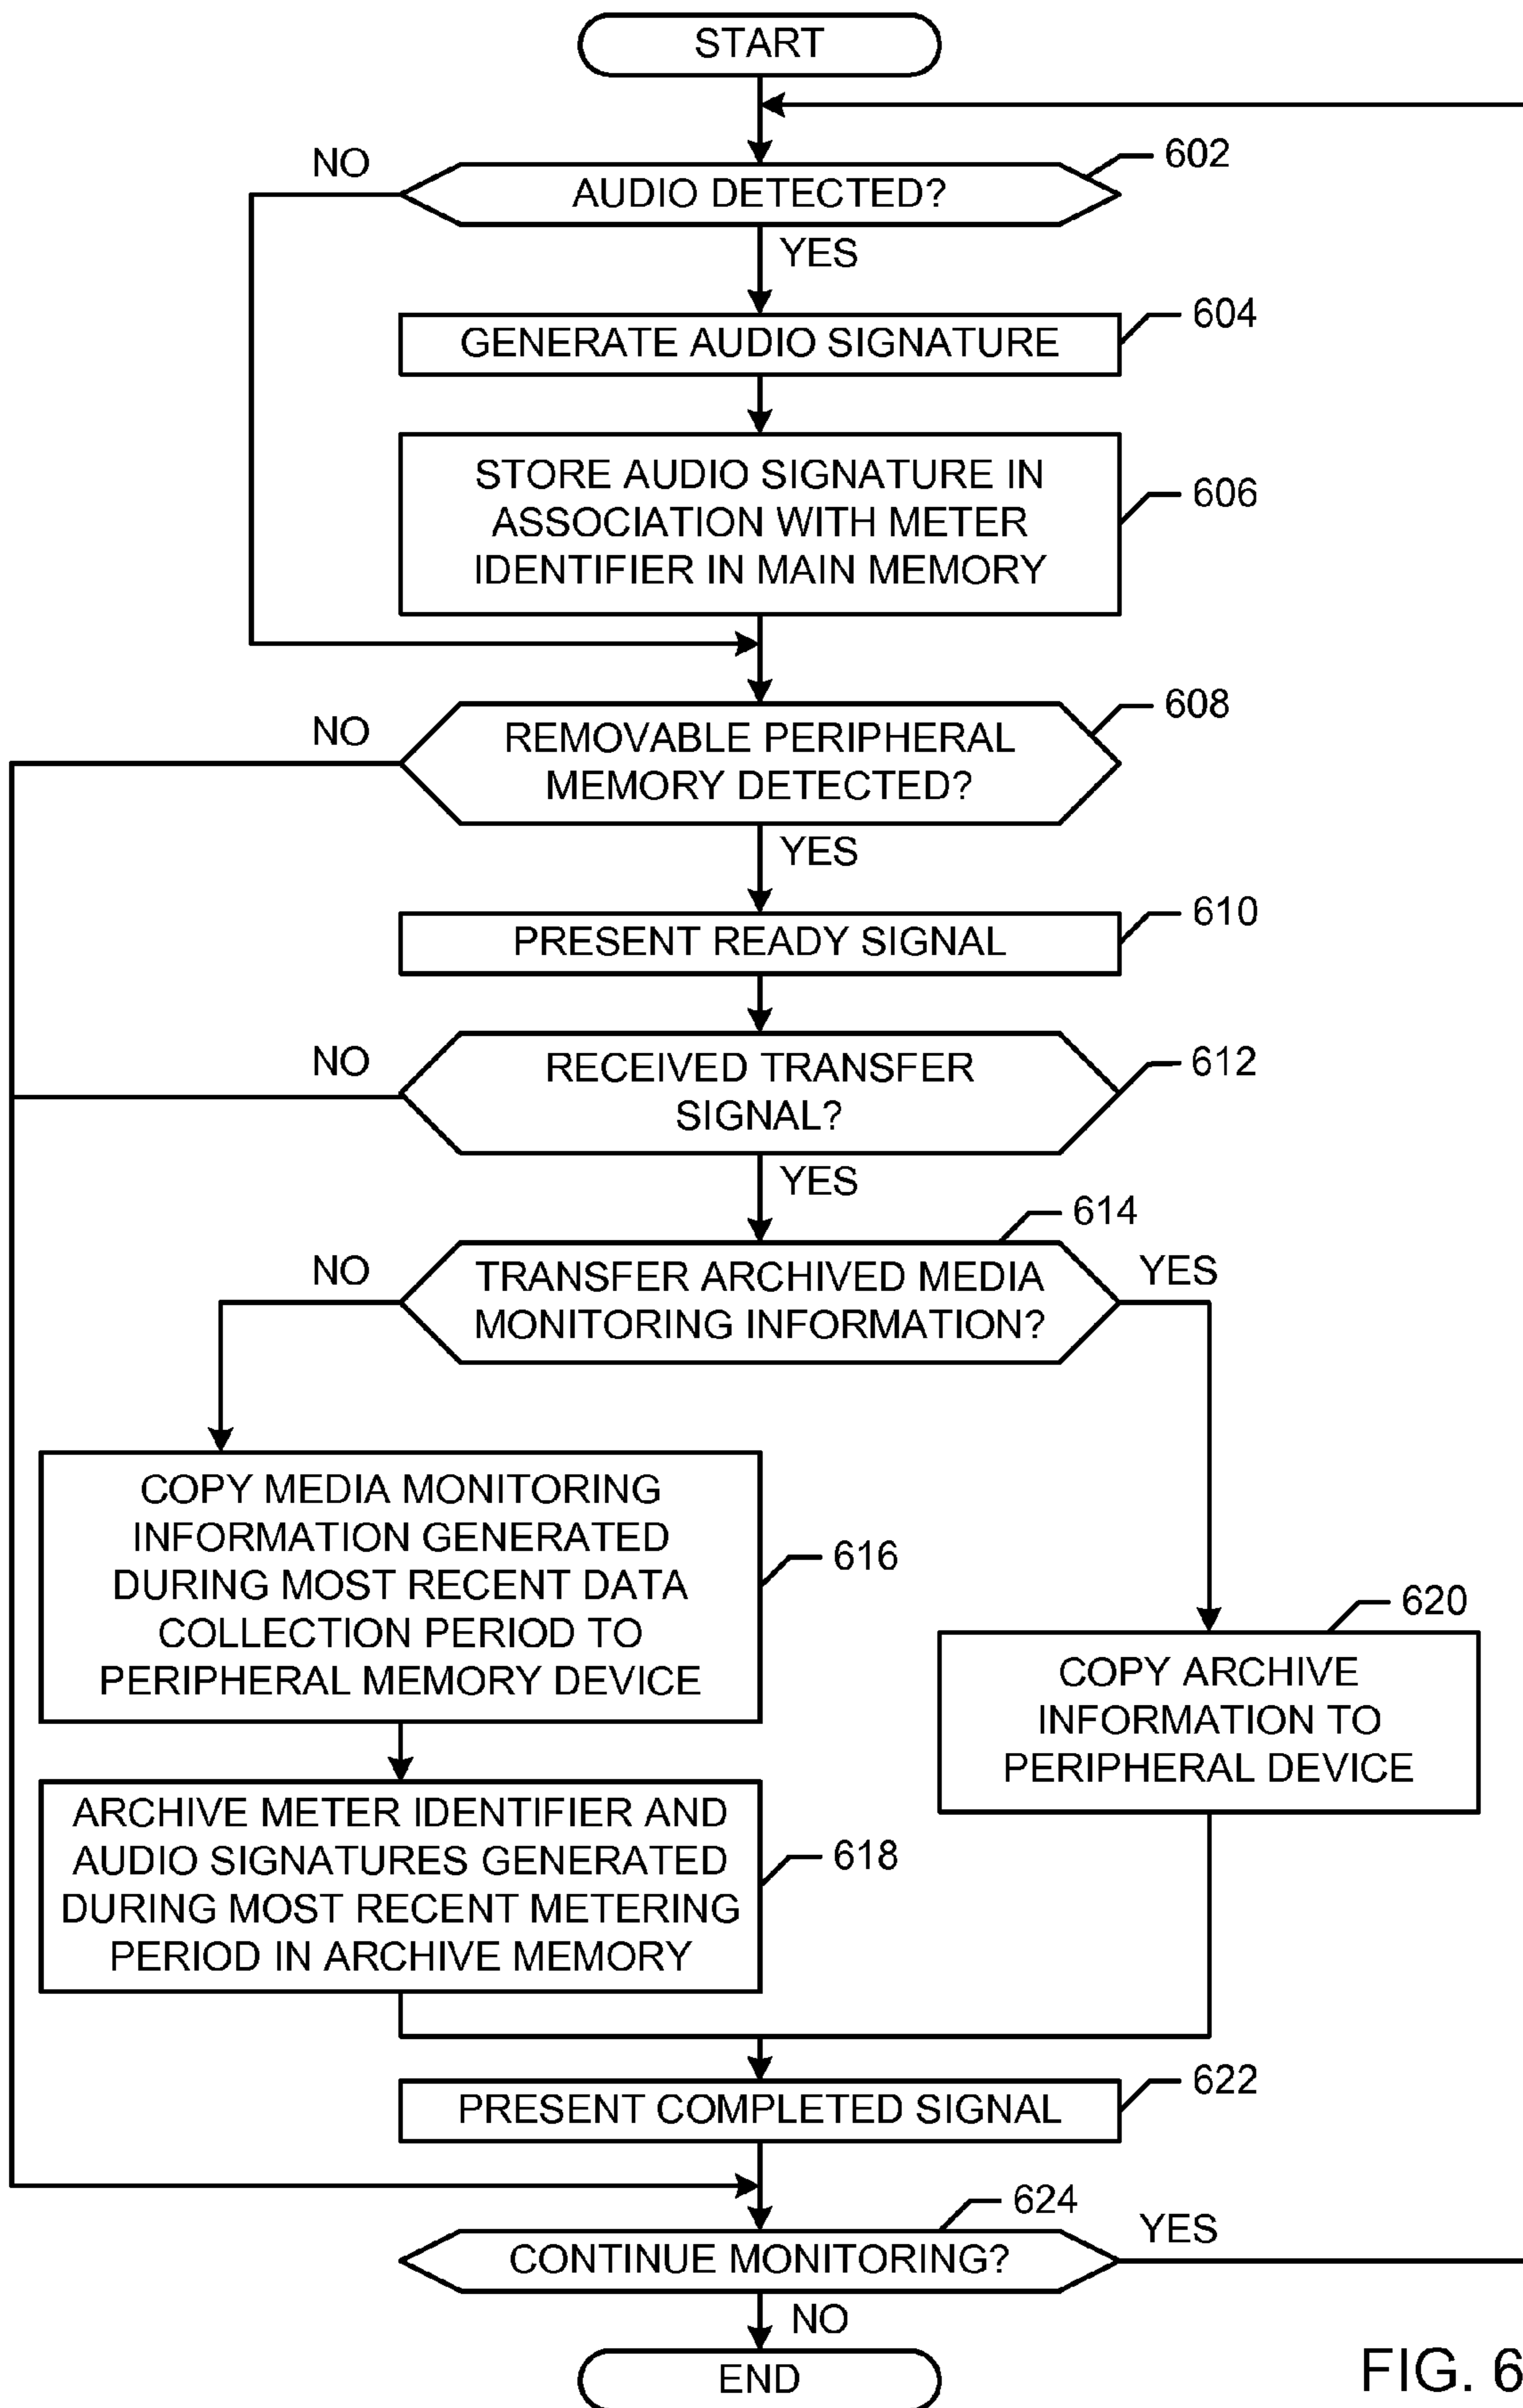 START
NO
602
AUDIO DETECTED?
YES
604
GENERATE AUDIO SIGNATURE
STORE AUDIO SIGNATURE IN
ASSOCIATION WITH METER
IDENTIFIER IN MAIN MEMORY
606
NO
608
REMOVABLE PERIPHERAL
MEMORY DETECTED?
YES
610
PRESENT READY SIGNAL
NO
RECEIVED TRANSFER
SIGNAL?
612
YES
614
NO
TRANSFER ARCHIVED MEDIA
MONITORING INFORMATION?
YES
COPY MEDIA MONITORING
INFORMATION GENERATED
DURING MOST RECENT DATA
COLLECTION PERIOD TO
PERIPHERAL MEMORY DEVICE
616
620
COPY ARCHIVE
INFORMATION TO
PERIPHERAL DEVICE
ARCHIVE METER IDENTIFIER AND
AUDIO SIGNATURES GENERATED
DURING MOST RECENT METERING
PERIOD IN ARCHIVE MEMORY
618
622
PRESENT COMPLETED SIGNAL
624
CONTINUE MONITORING?
YES
NO
END
FIG. 6